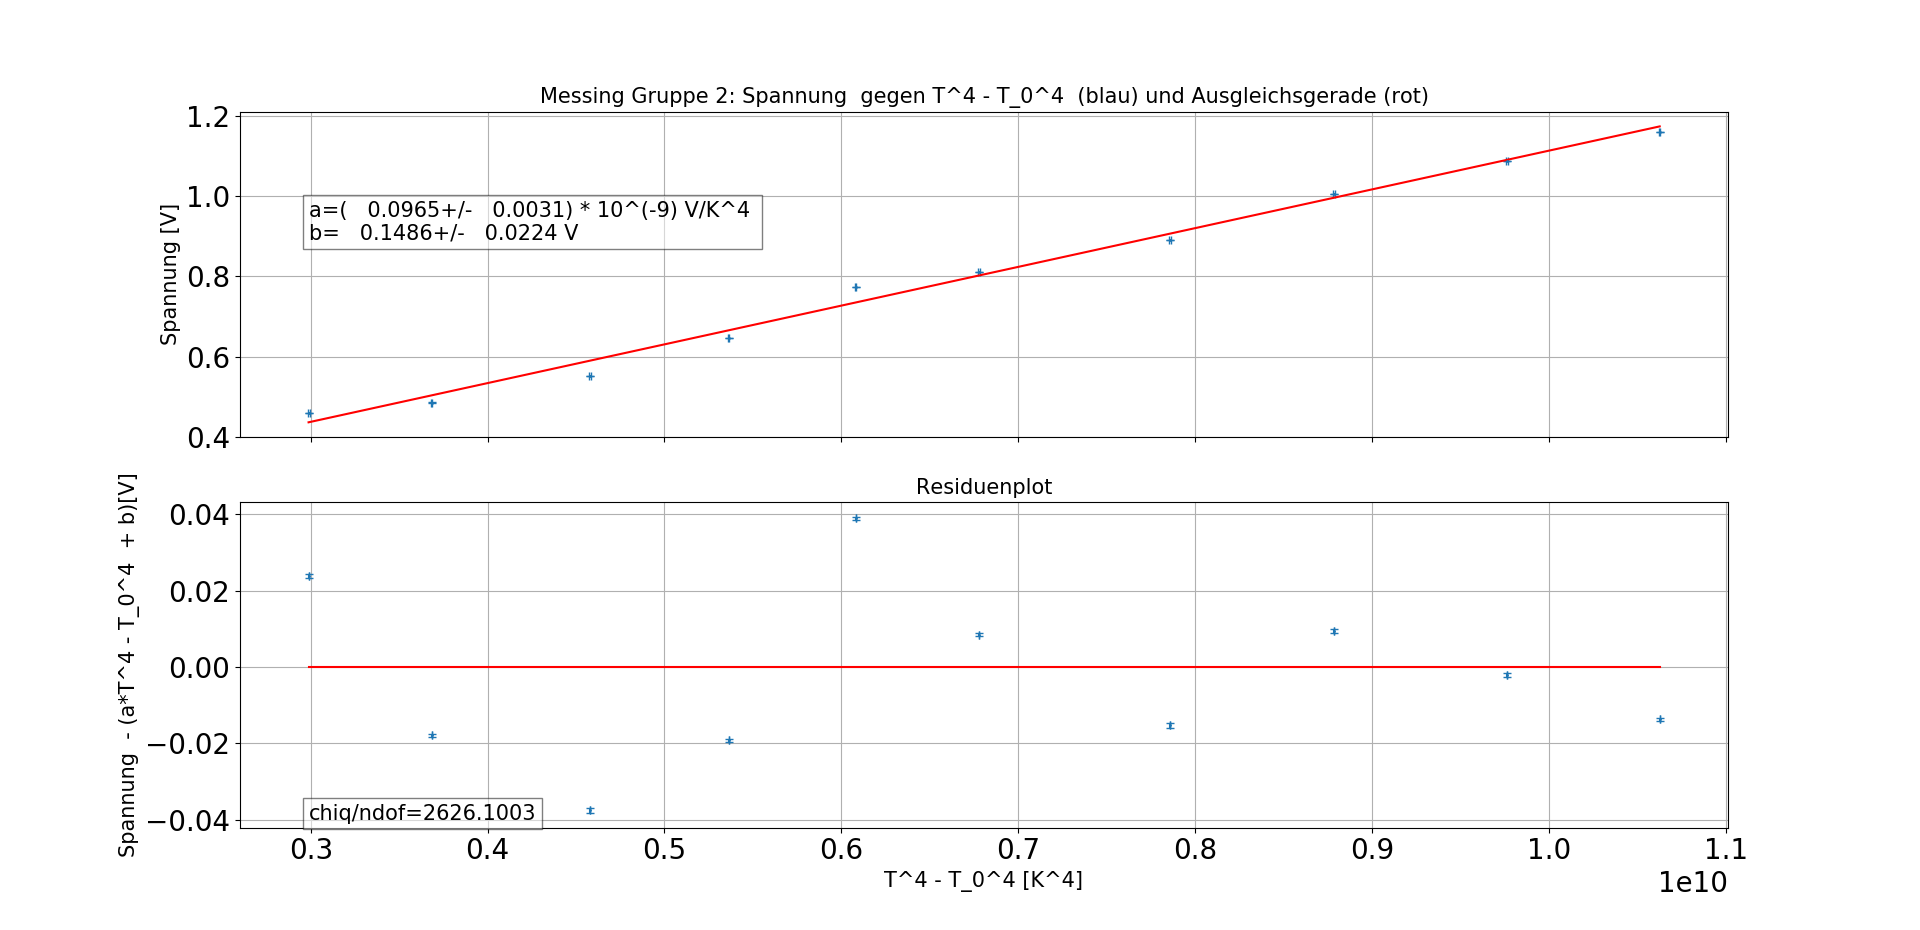 Messing Gruppe 2: Spannung  gegen T^4 - T_0^4  (blau) und Ausgleichsgerade (rot)
1.2
1.0
0.8
0.6
0.4
Spannung [V]
a=(   0.0965+/-   0.0031) * 10^(-9) V/K^4
b=   0.1486+/-   0.0224 V
Residuenplot
0.04
0.02
0.00
−0.02
−0.04
Spannung  - (a*T^4 - T_0^4  + b)[V]
chiq/ndof=2626.1003
0.3 0.4 0.5 0.6 0.7 0.8 0.9 1.0 1.1
T^4 - T_0^4 [K^4]
1e10